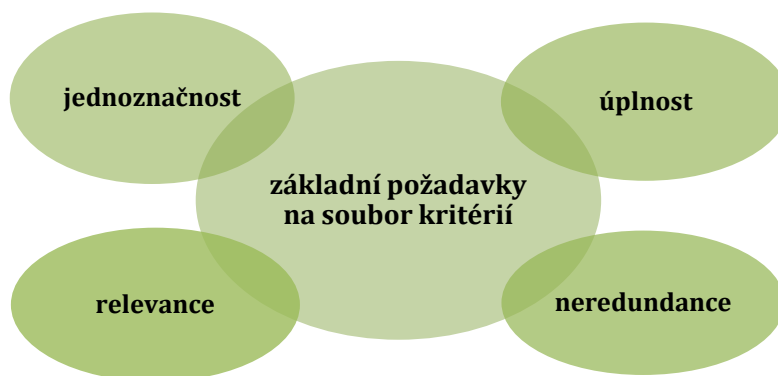 jednoznačnost
úplnost
základní požadavky
na soubor kritérií
relevance
neredundance